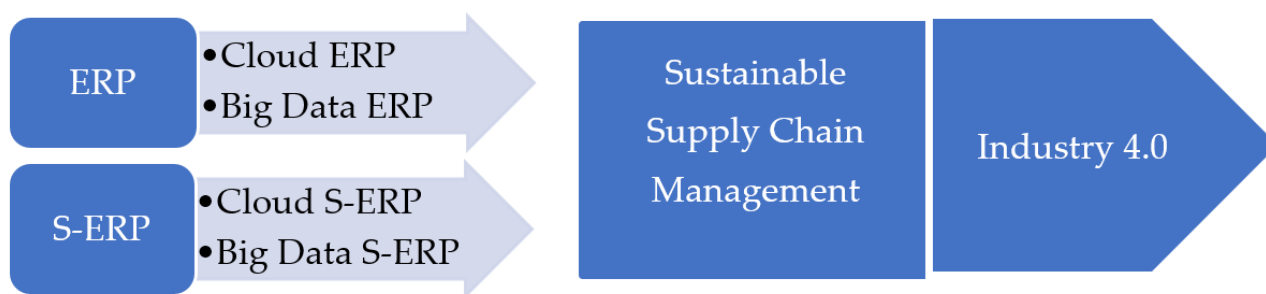 ERP
•Cloud ERP
•Big Data ERP
S-ERP
•Cloud S-ERP
•Big Data S-ERP
Sustainable
Supply Chain
Management
Industry 4.0